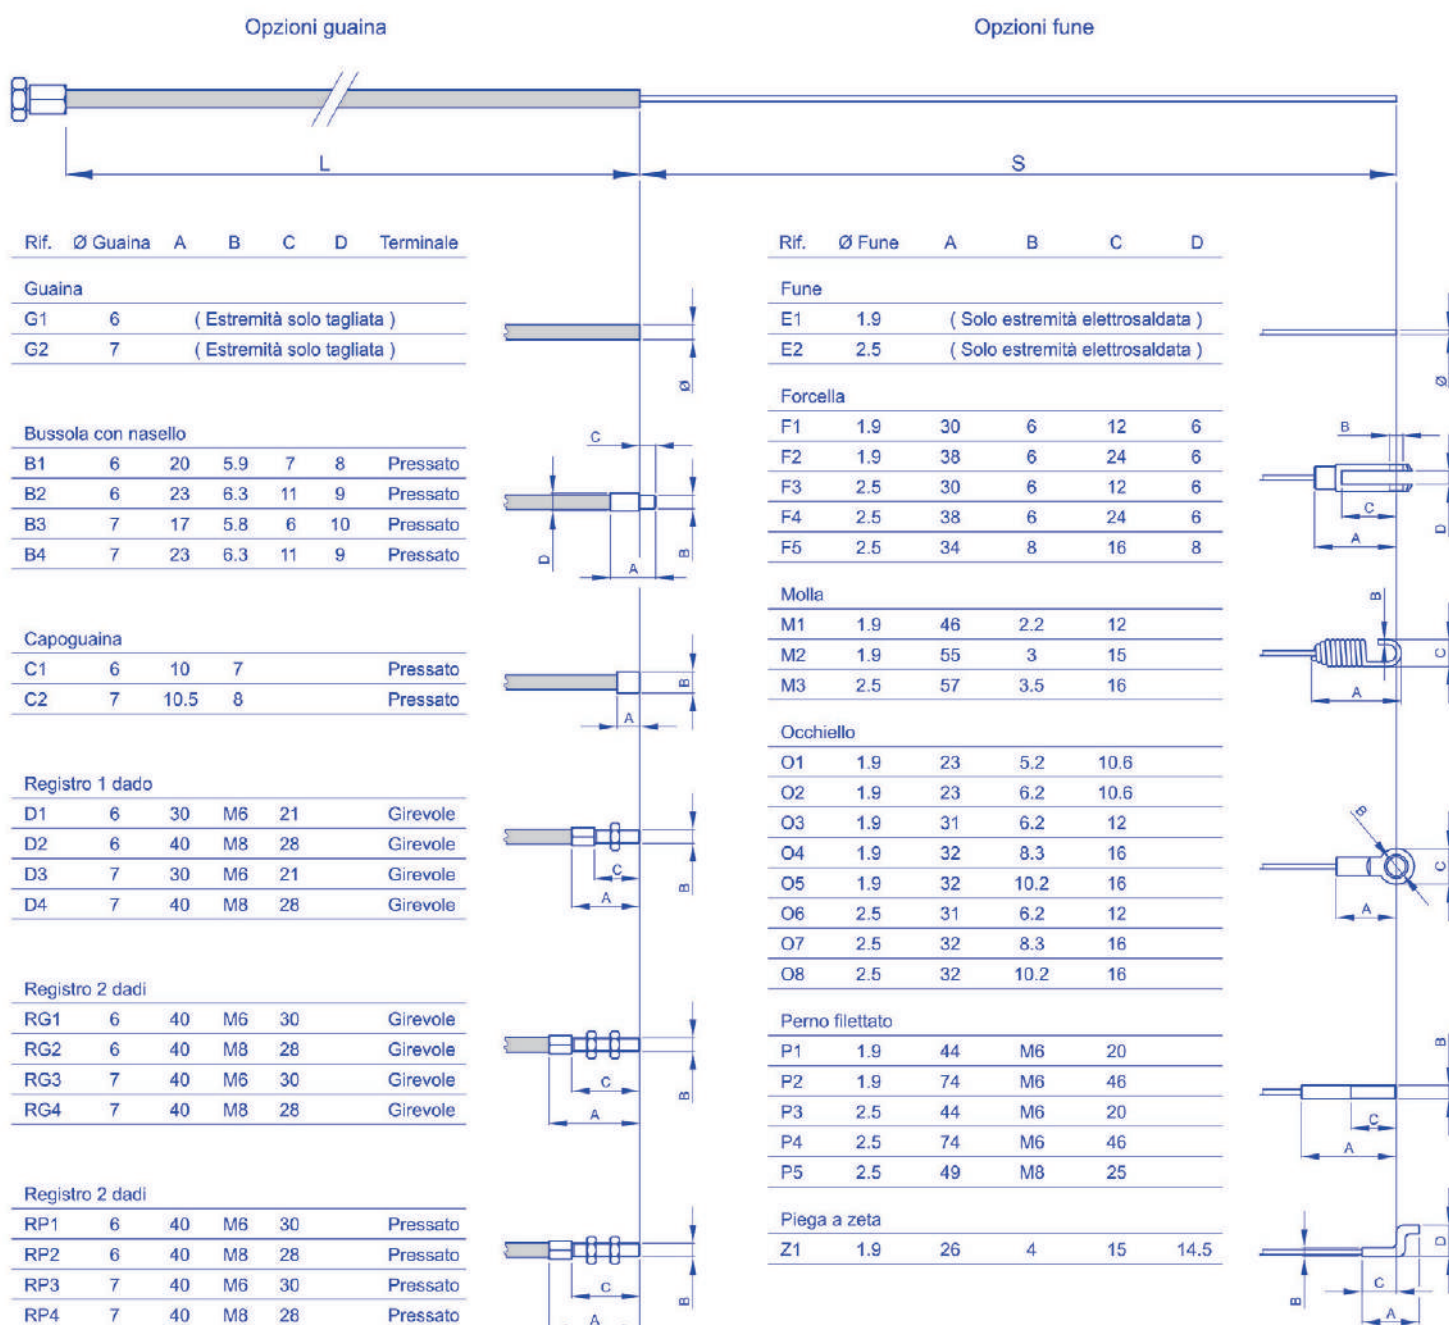 Opzioni guaina
Opzioni fune
L
S
Rif. Ø Guaina A B C D Terminale
Guaina
G1 6 ( Estremità solo tagliata )
G2 7 ( Estremità solo tagliata )
Ø
Bussola con nasello
B1 6 20 5.9 7 8 Pressato
B2 6 23 6.3 11 9 Pressato
B3 7 17 5.8 6 10 Pressato
B4 7 23 6.3 11 9 Pressato
C
D
A
B
Capoguaina
C1 6 10 7 Pressato
C2 7 10.5 8 Pressato
B
A
Registro 1 dado
D1 6 30 M6 21 Girevole
D2 6 40 M8 28 Girevole
D3 7 30 M6 21 Girevole
D4 7 40 M8 28 Girevole
C
A
B
Registro 2 dadi
RG1 6 40 M6 30 Girevole
RG2 6 40 M8 28 Girevole
RG3 7 40 M6 30 Girevole
RG4 7 40 M8 28 Girevole
C
A
B
Registro 2 dadi
RP1 6 40 M6 30 Pressato
RP2 6 40 M8 28 Pressato
RP3 7 40 M6 30 Pressato
RP4 7 40 M8 28 Pressato
C
A
B
Rif. Ø Fune A B C D
Fune
E1 1.9 ( Solo estremità elettrosaldata )
E2 2.5 ( Solo estremità elettrosaldata )
Ø
Forcella
F1 1.9 30 6 12 6
F2 1.9 38 6 24 6
F3 2.5 30 6 12 6
F4 2.5 38 6 24 6
F5 2.5 34 8 16 8
B
C
A
D
Molla
M1 1.9 46 2.2 12
M2 1.9 55 3 15
M3 2.5 57 3.5 16
B
C
A
Occhiello
O1 1.9 23 5.2 10.6
O2 1.9 23 6.2 10.6
O3 1.9 31 6.2 12
O4 1.9 32 8.3 16
O5 1.9 32 10.2 16
O6 2.5 31 6.2 12
O7 2.5 32 8.3 16
O8 2.5 32 10.2 16
B
C
A
Perno filettato
P1 1.9 44 M6 20
P2 1.9 74 M6 46
P3 2.5 44 M6 20
P4 2.5 74 M6 46
P5 2.5 49 M8 25
B
C
A
Piega a zeta
Z1 1.9 26 4 15 14.5
D
C
B
A